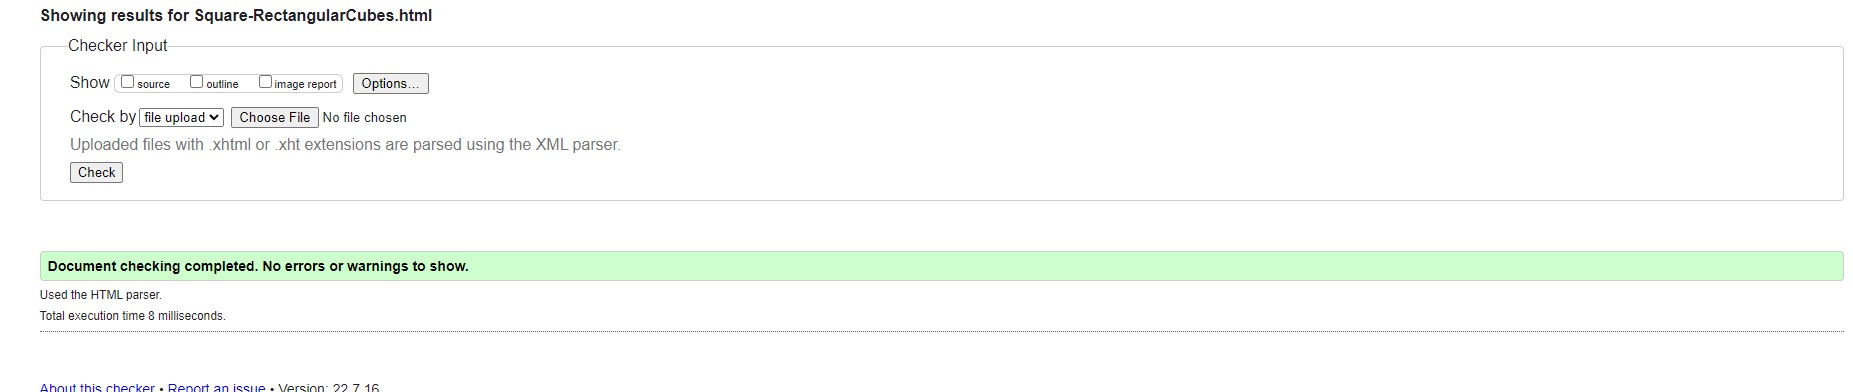 Showing results for Square-RectangularCubes.html
Checker Input
Show source outline image report Options...
Check by file upload Choose File No file chosen
Uploaded files with .xhtml or .xht extensions are parsed using the XML parser.
Check
Document checking completed. No errors or warnings to show.
Used the HTML parser.
Total execution time 8 milliseconds.
About this checker • Report an issue • Version: 22.7.16